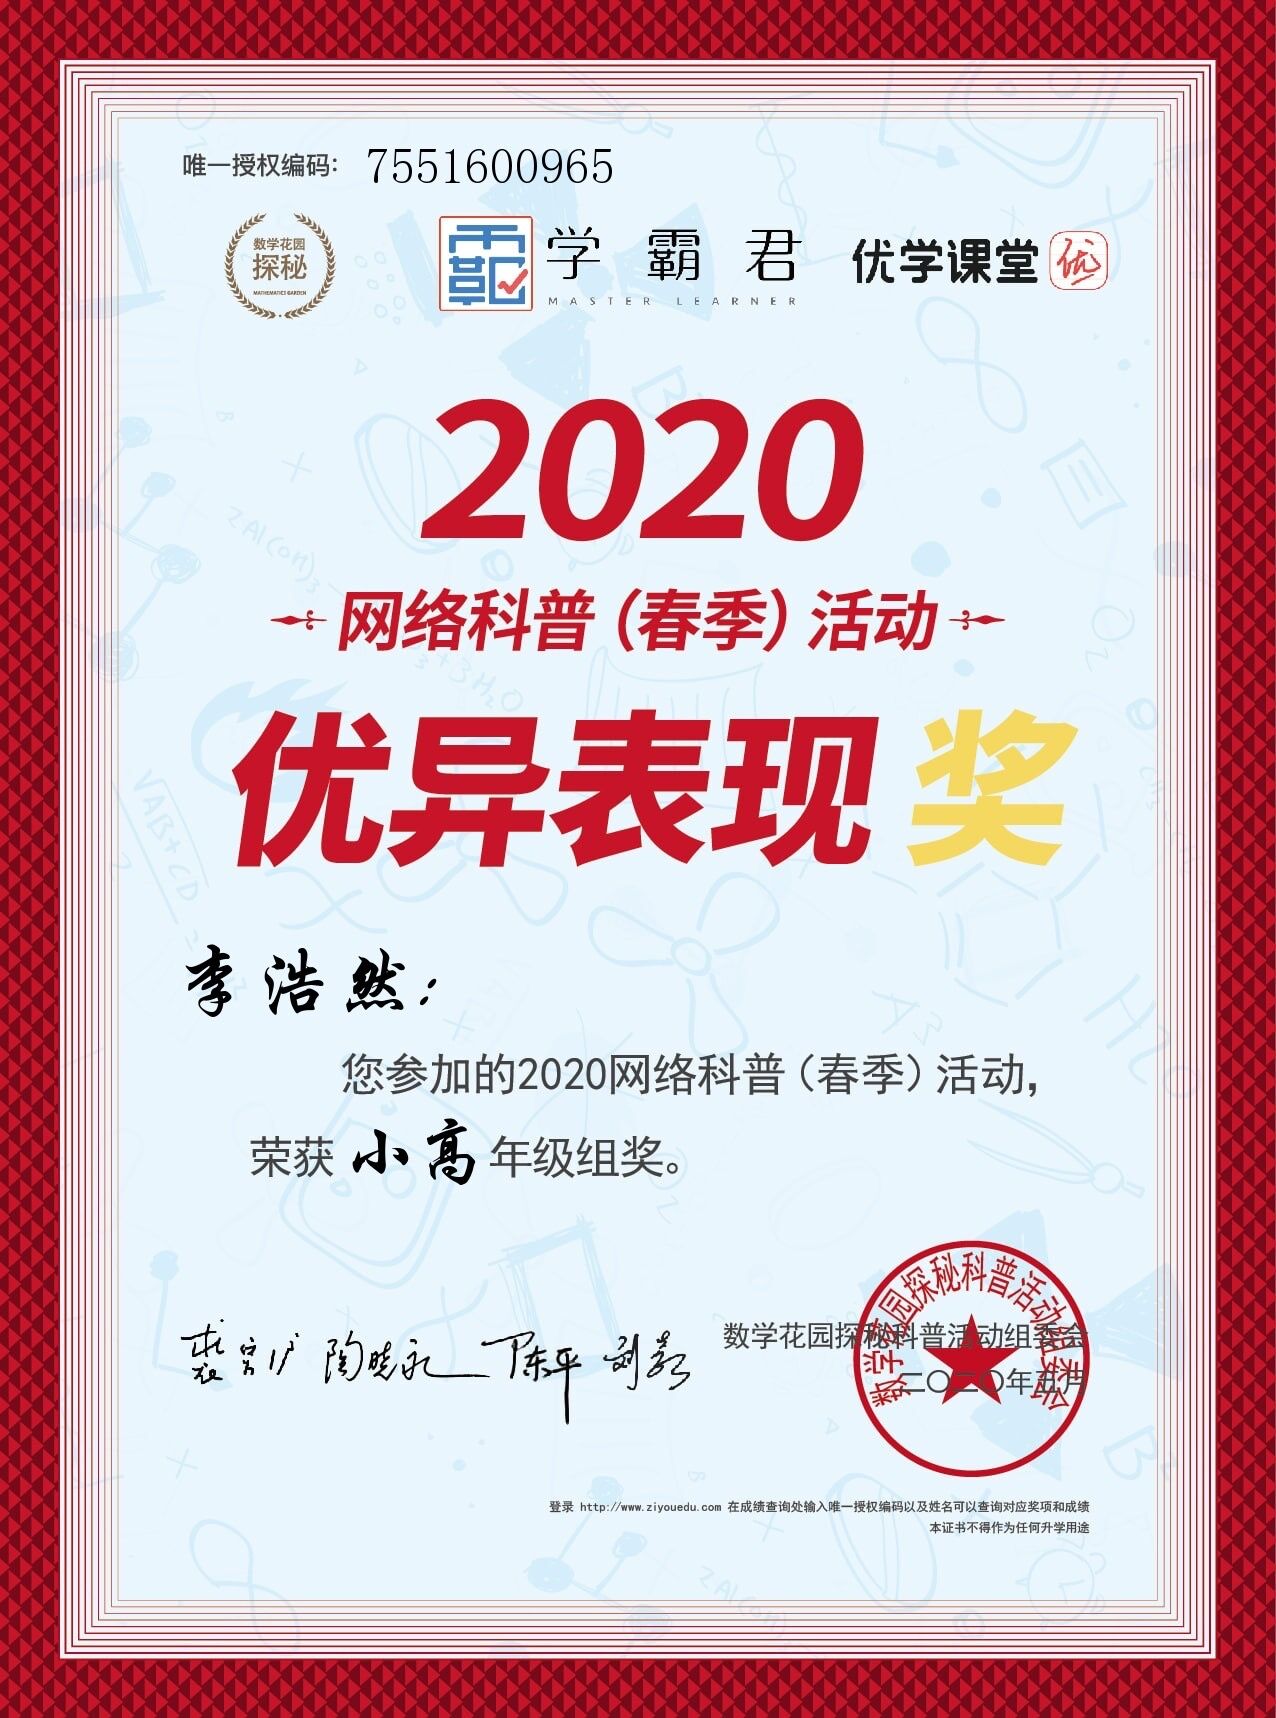 唯一授权编码： 7551600965
数学花园
探秘
MATHEMATICS GARDEN
学霸君
MASTER LEARNER
优学课堂 优
2020
网络科普（春季）活动
优异表现奖
李浩然：
您参加的2020网络科普（春季）活动，
荣获 小高 年级组奖。
陶晓永
陈平
数学花园探秘科普活动组委会
二〇二〇年五月
数学花园探秘科普活动组委会
登录 http://www.ziyouedu.com 在成绩查询处输入唯一授权编码以及姓名可以查询对应奖项和成绩
本证书不得作为任何升学用途